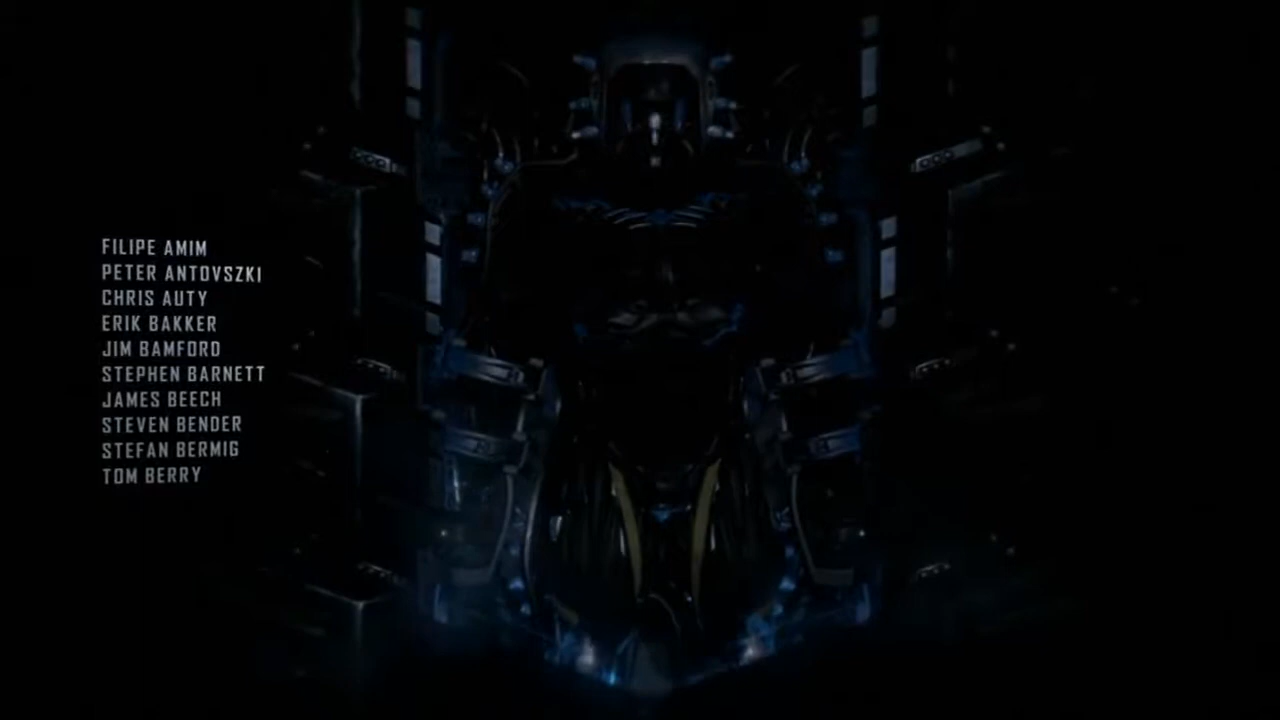 FILIPE AMIM
PETER ANTOVSZKI
CHRIS AUTY
ERIK BAKKER
JIM BAMFORD
STEPHEN BARNETT
JAMES BEECH
STEVEN BENDER
STEFAN BERMIG
TOM BERRY